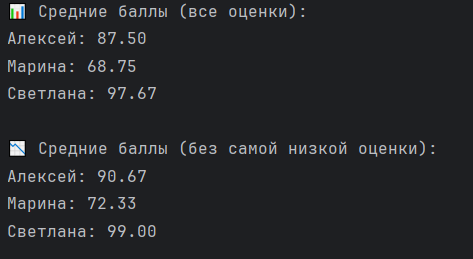 📊 Средние баллы (все оценки):
Алексей: 87.50
Марина: 68.75
Светлана: 97.67

📉 Средние баллы (без самой низкой оценки):
Алексей: 90.67
Марина: 72.33
Светлана: 99.00